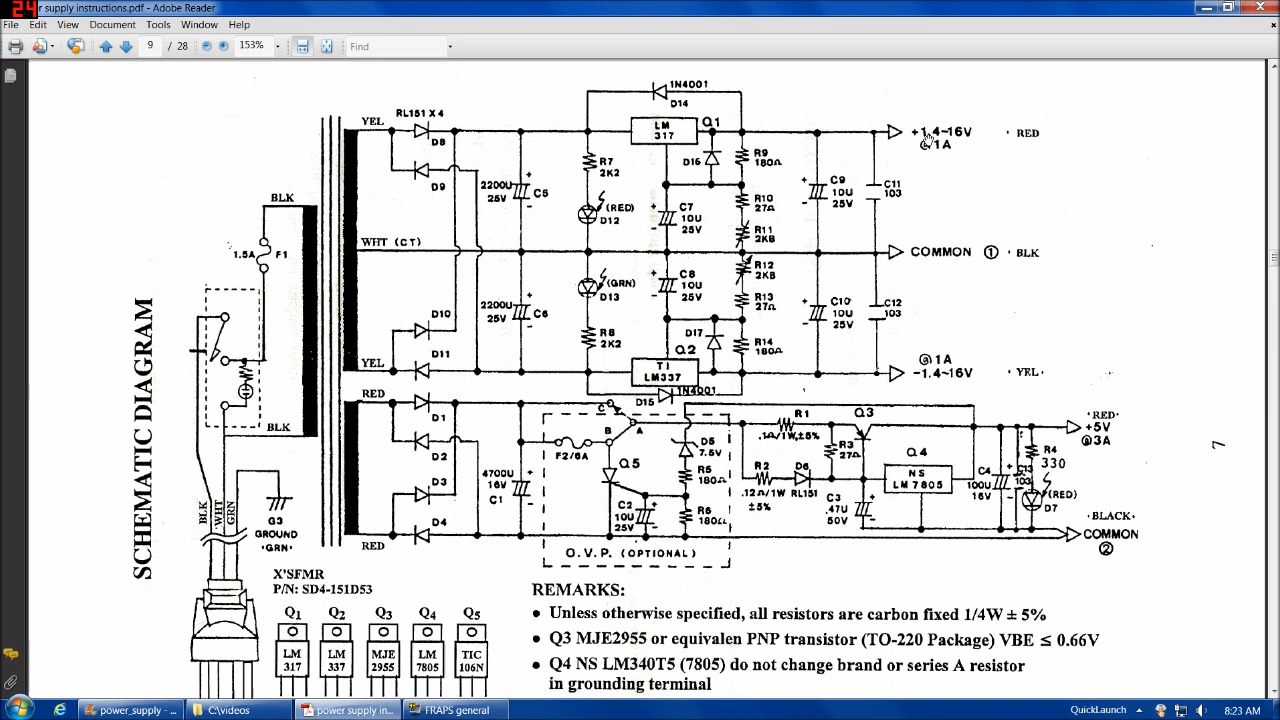 24
r supply instructions.pdf - Adobe Reader
File Edit View Document Tools Window Help
9 / 28 153% Find
SCHEMATIC DIAGRAM
BLK
1.5A F1
BLK
BLK
WHT
GRN
G3
GROUND
'GRN'
X'SFMR
P/N: SD4-151D53
YEL
RL151 X 4
D8
D9
WHT (CT)
D10
D11
YEL
2200U
25V
C5
2200U
25V
C6
1N4001
D14
LM
317
Q1
R7
2K2
(RED)
D12
(GRN)
D13
R8
2K2
D16
R9
180Ω
R10
27Ω
R11
2KB
R12
2KB
R13
27Ω
R14
180Ω
C7
10U
25V
C8
10U
25V
D17
Q2
TI
LM337
D15
1N4001
C9
10U
25V
C10
10U
25V
C11
103
C12
103
+1.4~16V
@ 1A
' RED
COMMON ① ' BLK
@ 1A
-1.4~16V
' YEL
RED
D1
D2
D3
D4
RED
4700U
16V
C1
C
B
A
F2/6A
Q5
C2
10U
25V
D5
7.5V
R5
180Ω
R6
180Ω
O.V.P. (OPTIONAL)
R1
.1Ω/1W,±5%
R2
.12Ω/1W
±5%
D6
RL151
R3
27Ω
Q3
C3
.47U
50V
Q4
NS
LM 7805
C4
100U
16V
C13
103
R4
330
(RED)
D7
'RED'
+5V
@3A
'BLACK'
COMMON
②
7
Q1 Q2 Q3 Q4 Q5
LM
317
LM
337
MJE
2955
LM
7805
TIC
106N
REMARKS:
• Unless otherwise specified, all resistors are carbon fixed 1/4W ± 5%
• Q3 MJE2955 or equivalen PNP transistor (TO-220 Package) VBE ≤ 0.66V
• Q4 NS LM340T5 (7805) do not change brand or series A resistor
in grounding terminal
power_supply - ... C:\videos power supply in... FRAPS general QuickLaunch 8:23 AM